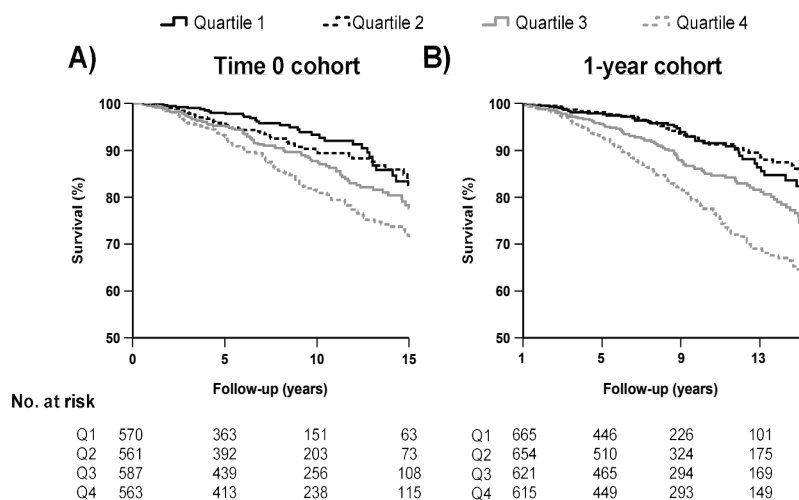 Quartile 1 Quartile 2 Quartile 3 Quartile 4
A) Time 0 cohort B) 1-year cohort
100 100
90 90
80 80
70 70
60 60
50 50
Survival (%) Survival (%)
0 5 10 15 1 5 9 13
Follow-up (years) Follow-up (years)
No. at risk
Q1 570 363 151 63 Q1 665 446 226 101
Q2 561 392 203 73 Q2 654 510 324 175
Q3 587 439 256 108 Q3 621 465 294 169
Q4 563 413 238 115 Q4 615 449 293 149